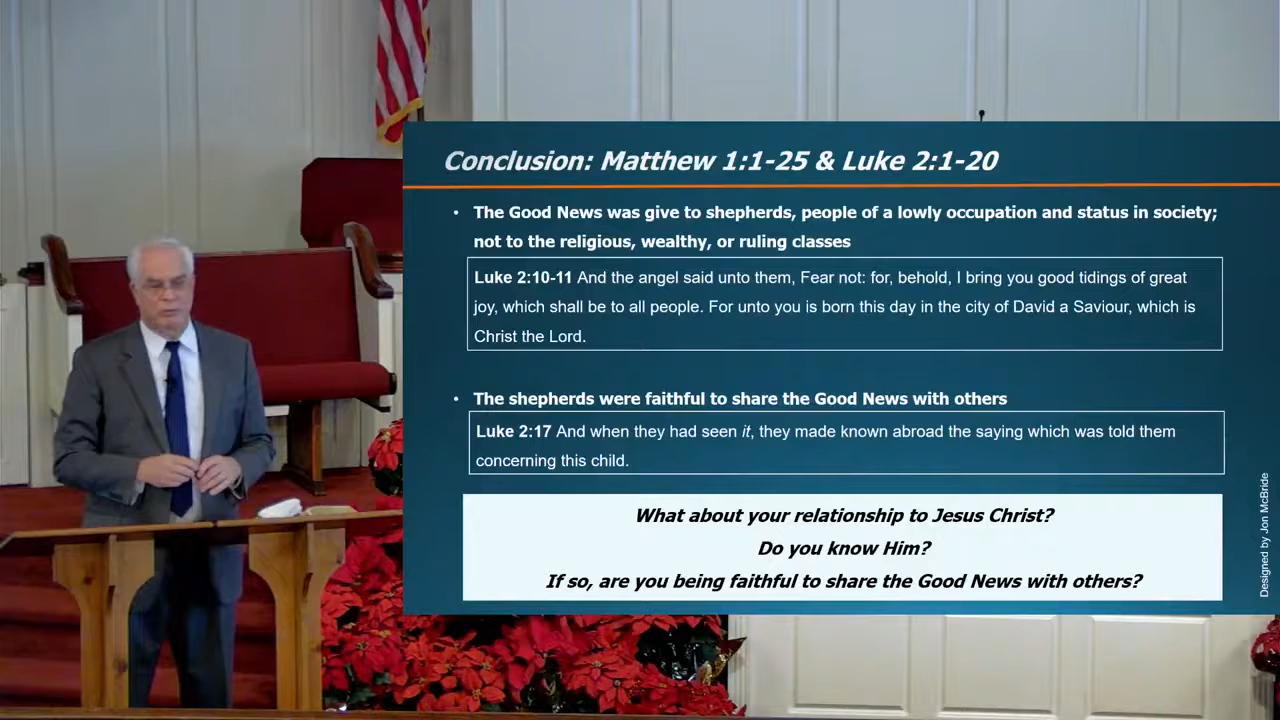 Conclusion: Matthew 1:1-25 & Luke 2:1-20
• The Good News was give to shepherds, people of a lowly occupation and status in society;
not to the religious, wealthy, or ruling classes
Luke 2:10-11 And the angel said unto them, Fear not: for, behold, I bring you good tidings of great
joy, which shall be to all people. For unto you is born this day in the city of David a Saviour, which is
Christ the Lord.
• The shepherds were faithful to share the Good News with others
Luke 2:17 And when they had seen it, they made known abroad the saying which was told them
concerning this child.
What about your relationship to Jesus Christ?
Do you know Him?
If so, are you being faithful to share the Good News with others?
Designed by Jon McBride